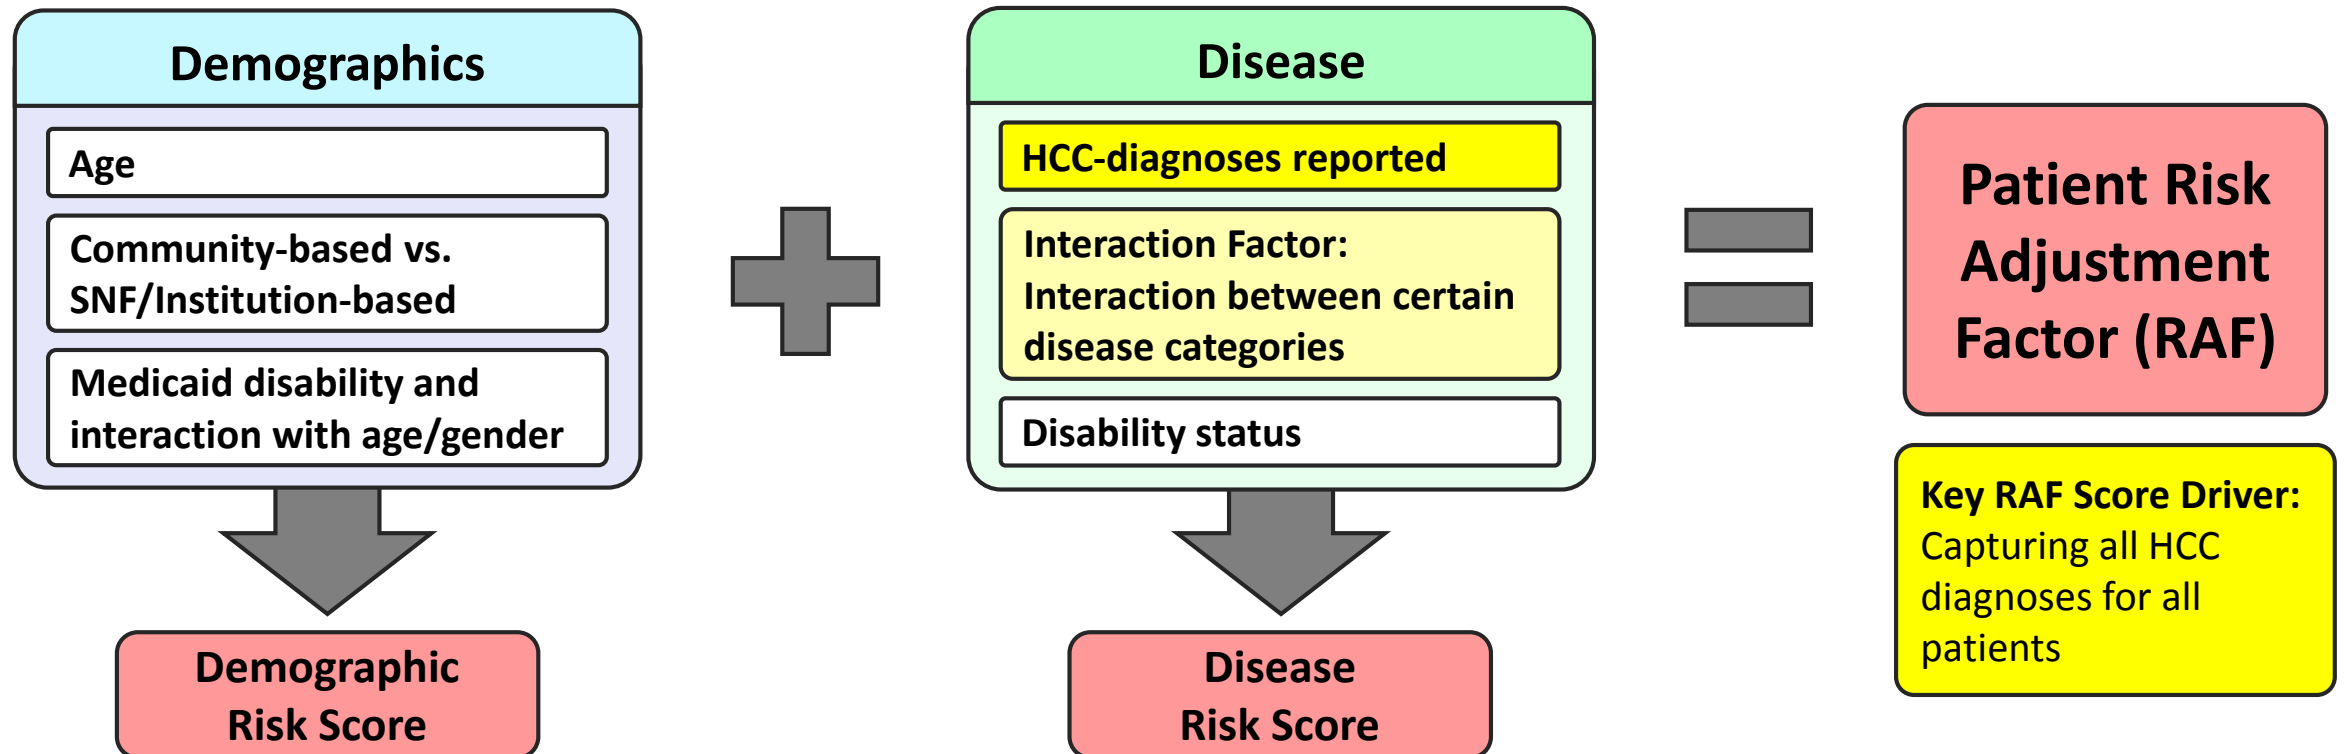 Demographics
Age
Community-based vs.
SNF/Institution-based
Medicaid disability and
interaction with age/gender
Demographic
Risk Score
Disease
HCC-diagnoses reported
Interaction Factor:
Interaction between certain
disease categories
Disability status
Disease
Risk Score
Patient Risk
Adjustment
Factor (RAF)
Key RAF Score Driver:
Capturing all HCC
diagnoses for all
patients